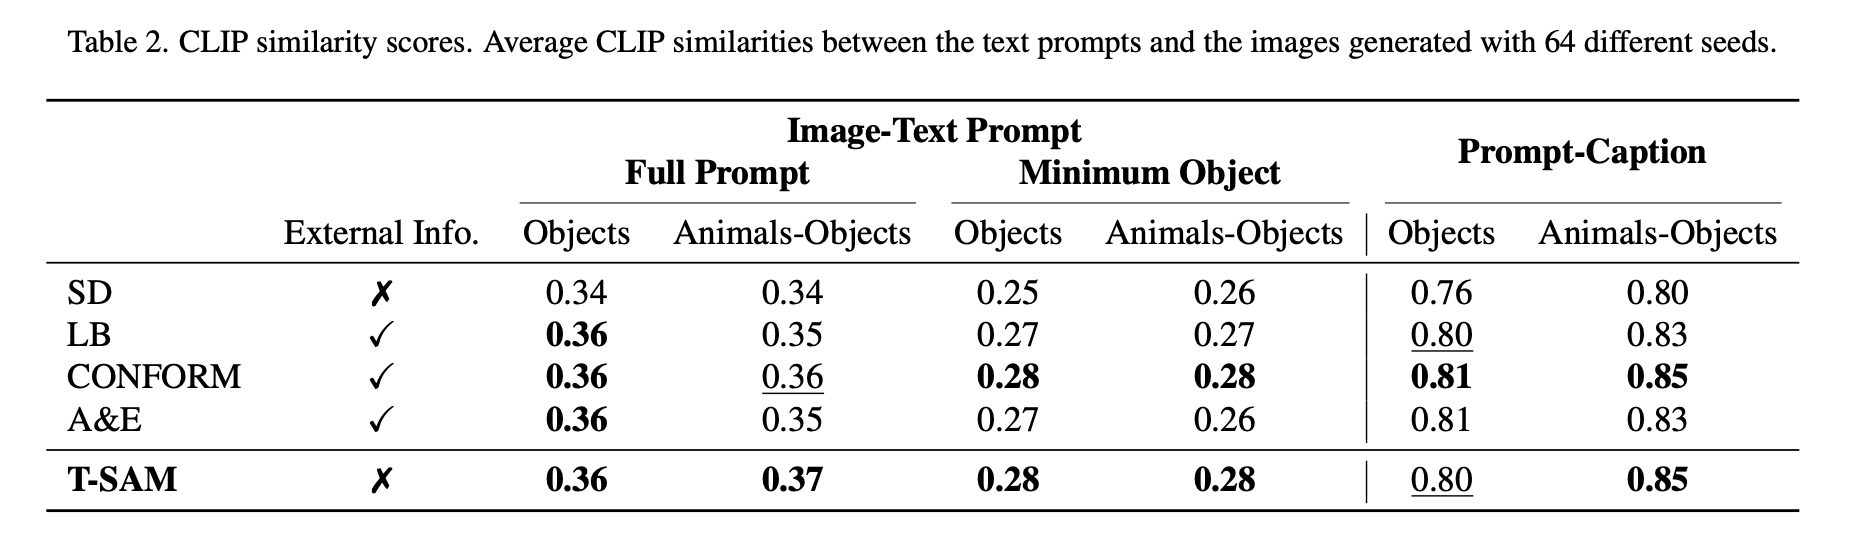 Table 2. CLIP similarity scores. Average CLIP similarities between the text prompts and the images generated with 64 different seeds.
Image-Text Prompt
Full Prompt Minimum Object Prompt-Caption
External Info. Objects Animals-Objects Objects Animals-Objects Objects Animals-Objects
SD ✗ 0.34 0.34 0.25 0.26 0.76 0.80
LB ✓ 0.36 0.35 0.27 0.27 0.80 0.83
CONFORM ✓ 0.36 0.36 0.28 0.28 0.81 0.85
A&E ✓ 0.36 0.35 0.27 0.26 0.81 0.83
T-SAM ✗ 0.36 0.37 0.28 0.28 0.80 0.85